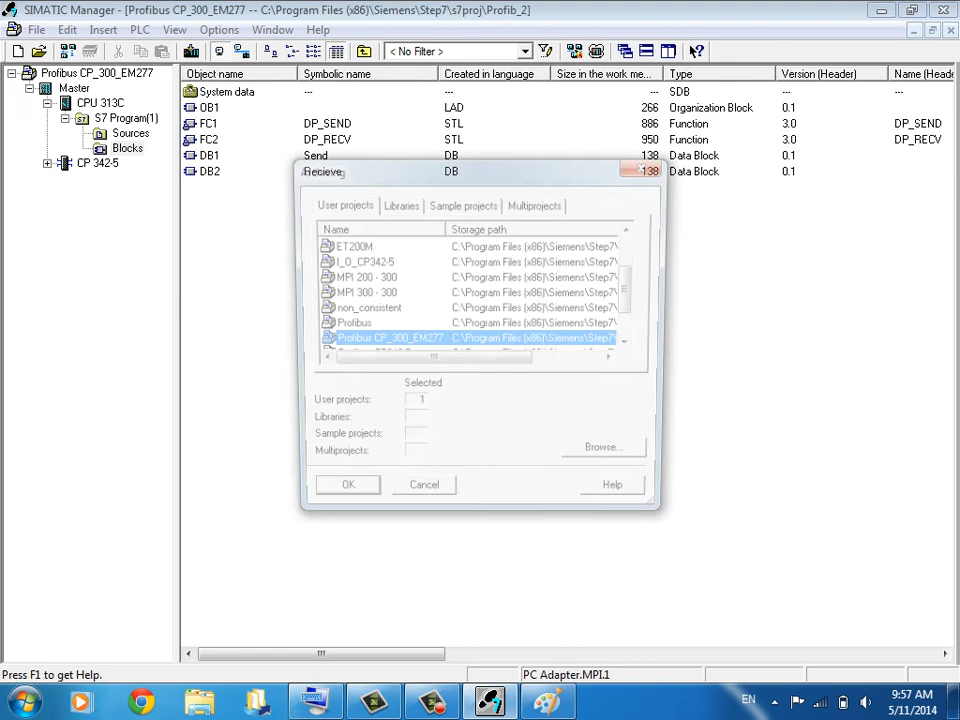 SIMATIC Manager - [Profibus CP_300_EM277 -- C:\Program Files (x86)\Siemens\Step7\s7proj\Profib_2]
File Edit Insert PLC View Options Window Help
< No Filter >
Profibus CP_300_EM277
Master
CPU 313C
S7 Program(1)
Sources
Blocks
CP 342-5
Object name Symbolic name Created in language Size in the work me... Type Version (Header) Name (Heade
System data --- --- --- SDB ---
OB1 LAD 266 Organization Block 0.1
FC1 DP_SEND STL 886 Function 3.0 DP_SEND
FC2 DP_RECV STL 950 Function 3.0 DP_RECV
DB1 Send DB 138 Data Block 0.1
DB2 Recieve DB 138 Data Block 0.1
User projects Libraries Sample projects Multiprojects
Name Storage path
ET200M C:\Program Files (x86)\Siemens\Step7\
I_O_CP342-5 C:\Program Files (x86)\Siemens\Step7\
MPI 200 - 300 C:\Program Files (x86)\Siemens\Step7\
MPI 300 - 300 C:\Program Files (x86)\Siemens\Step7\
non_consistent C:\Program Files (x86)\Siemens\Step7\
Profibus C:\Program Files (x86)\Siemens\Step7\
Profibus CP_300_EM277 C:\Program Files (x86)\Siemens\Step7\
Selected
User projects: 1
Libraries:
Sample projects:
Multiprojects:
Browse...
OK Cancel Help
Press F1 to get Help.
PC Adapter.MPI.1
EN
9:57 AM
5/11/2014